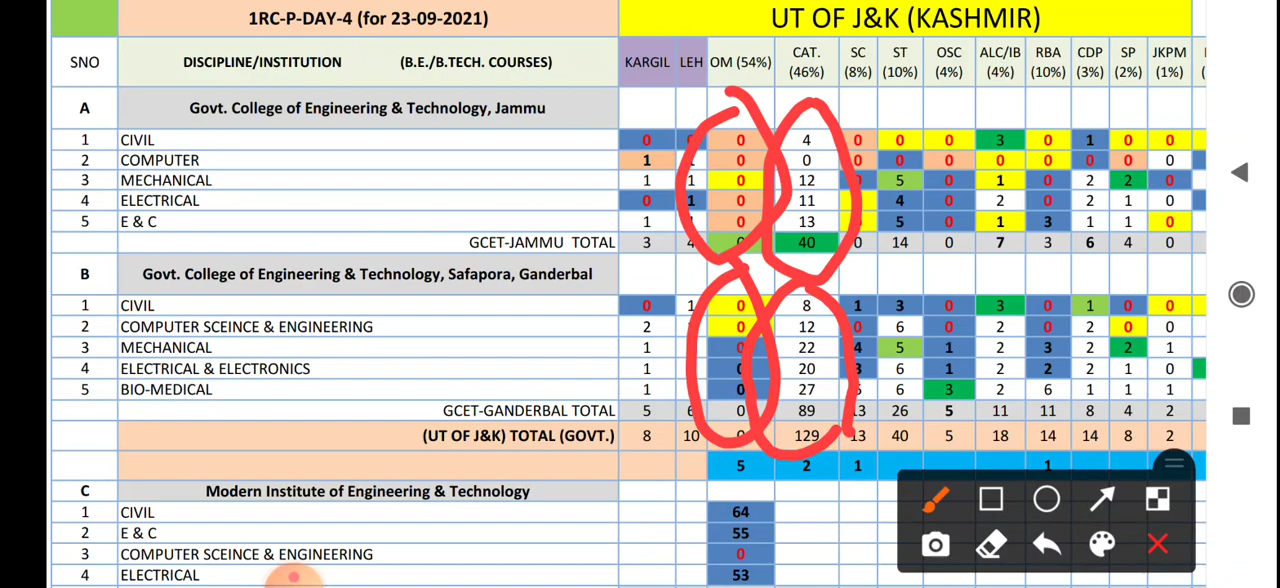 1RC-P-DAY-4 (for 23-09-2021) UT OF J&K (KASHMIR)
SNO DISCIPLINE/INSTITUTION (B.E./B.TECH. COURSES) KARGIL LEH OM (54%) CAT. (46%) SC (8%) ST (10%) OSC (4%) ALC/IB (4%) RBA (10%) CDP (3%) SP (2%) JKPM (1%)
A Govt. College of Engineering & Technology, Jammu
1 CIVIL 0 0 0 4 0 0 0 3 0 1 0 0
2 COMPUTER 1 0 0 0 0 0 0 0 0 0 0
3 MECHANICAL 1 1 0 12 0 5 0 1 0 2 2 0
4 ELECTRICAL 0 1 0 11 4 0 2 0 2 1 0
5 E & C 1 0 13 5 0 1 3 1 1 0
GCET-JAMMU TOTAL 3 4 0 40 0 14 0 7 3 6 4 0
B Govt. College of Engineering & Technology, Safapora, Ganderbal
1 CIVIL 0 1 0 8 1 3 0 3 0 1 0 0
2 COMPUTER SCEINCE & ENGINEERING 2 0 12 0 6 0 2 0 2 0 0
3 MECHANICAL 1 0 22 4 5 1 2 3 2 2 1
4 ELECTRICAL & ELECTRONICS 1 0 20 3 6 1 2 2 2 1 0
5 BIO-MEDICAL 1 0 27 6 3 2 6 1 1 1
GCET-GANDERBAL TOTAL 5 6 0 89 13 26 5 11 11 8 4 2
(UT OF J&K) TOTAL (GOVT.) 8 10 0 129 13 40 5 18 14 14 8 2
5 2 1 1
C Modern Institute of Engineering & Technology
1 CIVIL 64
2 E & C 55
3 COMPUTER SCEINCE & ENGINEERING 0
4 ELECTRICAL 53